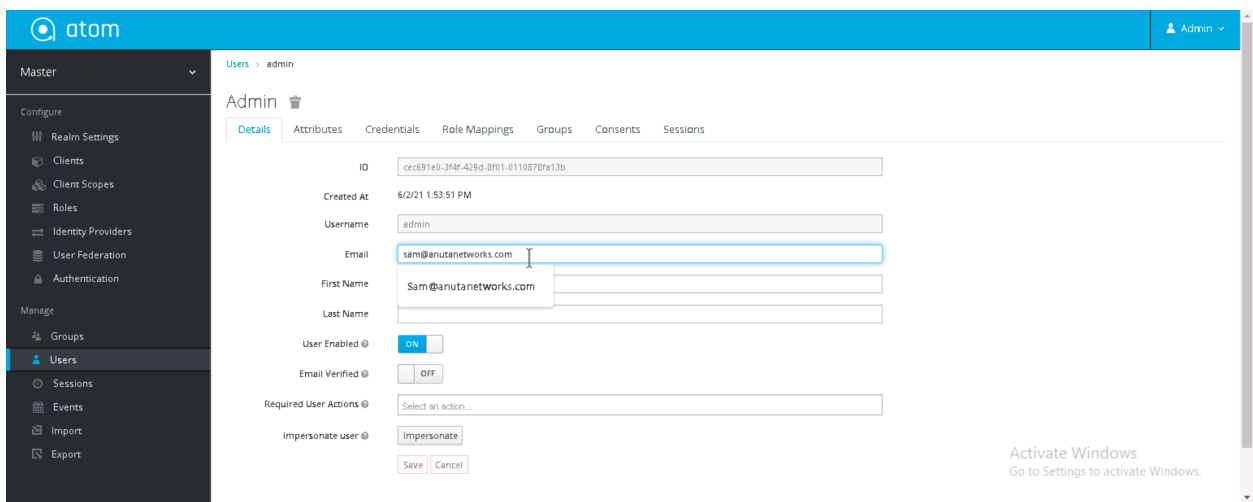 atom
Admin
Master
Users > admin
Configure
Realm Settings
Clients
Client Scopes
Roles
Identity Providers
User Federation
Authentication
Manage
Groups
Users
Sessions
Events
Import
Export
Admin
Details Attributes Credentials Role Mappings Groups Consents Sessions
ID cec691e0-3f4f-429d-8f01-0110878fa13b
Created At 6/2/21 1:53:51 PM
Username admin
Email sam@anutanetworks.com
Sam@anutanetworks.com
First Name
Last Name
User Enabled ON
Email Verified OFF
Required User Actions Select an action...
Impersonate user Impersonate
Save Cancel
Activate Windows
Go to Settings to activate Windows.